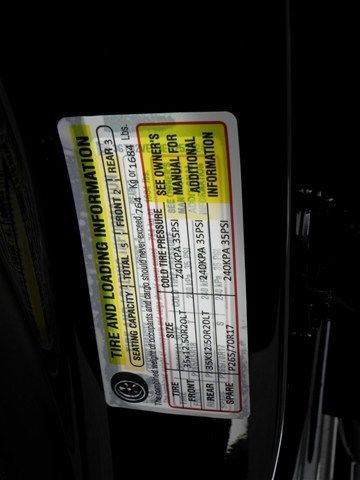 TIRE AND LOADING INFORMATION
SEATING CAPACITY TOTAL 5 FRONT 2 REAR 3
The combined weight of occupants and cargo should never exceed 764 Kg or 1684 Lbs.
TIRE SIZE COLD TIRE PRESSURE
FRONT 35x12.50R20LT 240KPA 35PSI
REAR 35X12.50R20LT 240KPA 35PSI
SPARE P265/70R17 240KPA 35PSI
SEE OWNER'S
MANUAL FOR
ADDITIONAL
INFORMATION